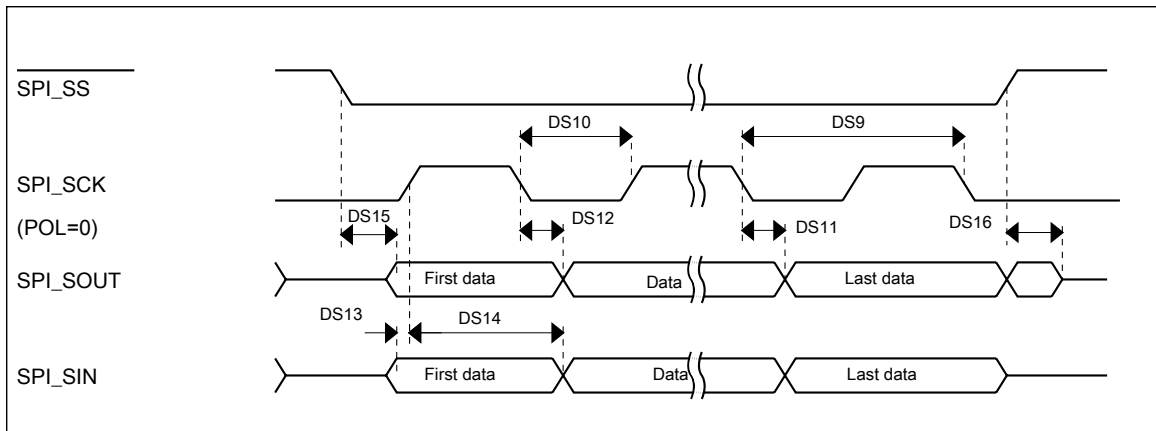 SPI_SS
DS10
DS9
SPI_SCK
(POL=0)
DS15
DS12
DS11
DS16
SPI_SOUT
First data
Data
Last data
DS13
DS14
SPI_SIN
First data
Data
Last data